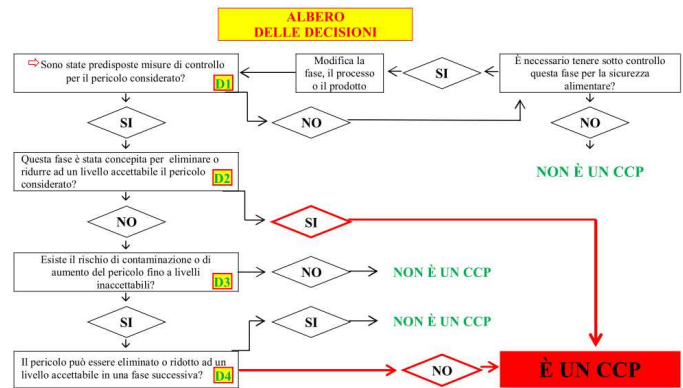 ALBERO
DELLE DECISIONI
⇨Sono state predisposte misure di controllo
per il pericolo considerato?
D1
Modifica la
fase, il processo
o il prodotto
SI
È necessario tenere sotto controllo
questa fase per la sicurezza
alimentare?
SI
NO
NO
NON È UN CCP
Questa fase è stata concepita per eliminare o
ridurre ad un livello accettabile il pericolo
considerato?
D2
NO
SI
Esiste il rischio di contaminazione o di
aumento del pericolo fino a livelli
inaccettabili?
D3
NO
NON È UN CCP
SI
SI
NON È UN CCP
Il pericolo può essere eliminato o ridotto ad un
livello accettabile in una fase successiva?
D4
NO
È UN CCP